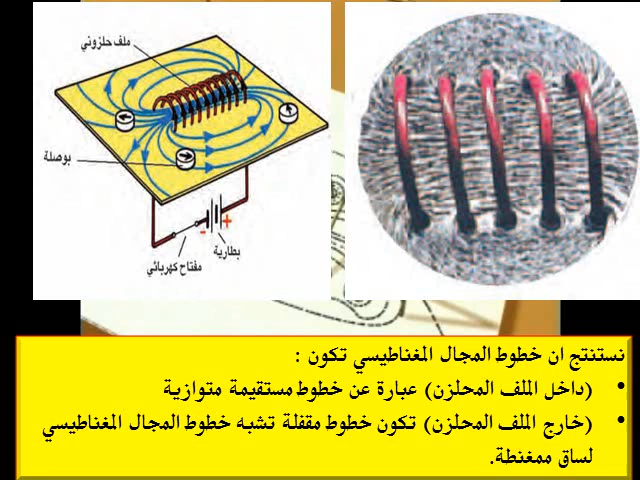 ملف حلزوني
بوصلة
- +
بطارية
مفتاح كهربائي
نستنتج ان خطوط المجال المغناطيسي تكون :
• (داخل الملف المحلزن) عبارة عن خطوط مستقيمة متوازية
• (خارج الملف المحلزن) تكون خطوط مقفلة تشبه خطوط المجال المغناطيسي
لساق ممغنطة.